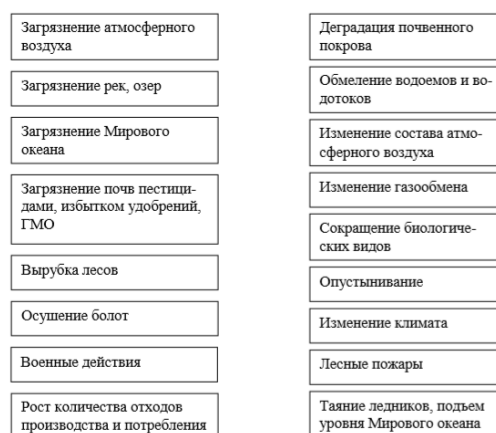 Загрязнение атмосферного
воздуха
Загрязнение рек, озер
Загрязнение Мирового
океана
Загрязнение почв пестици-
дами, избытком удобрений,
ГМО
Вырубка лесов
Осушение болот
Военные действия
Рост количества отходов
производства и потребления
Деградация почвенного
покрова
Обмеление водоемов и во-
дотоков
Изменение состава атмо-
сферного воздуха
Изменение газообмена
Сокращение биологиче-
ских видов
Опустынивание
Изменение климата
Лесные пожары
Таяние ледников, подъем
уровня Мирового океана